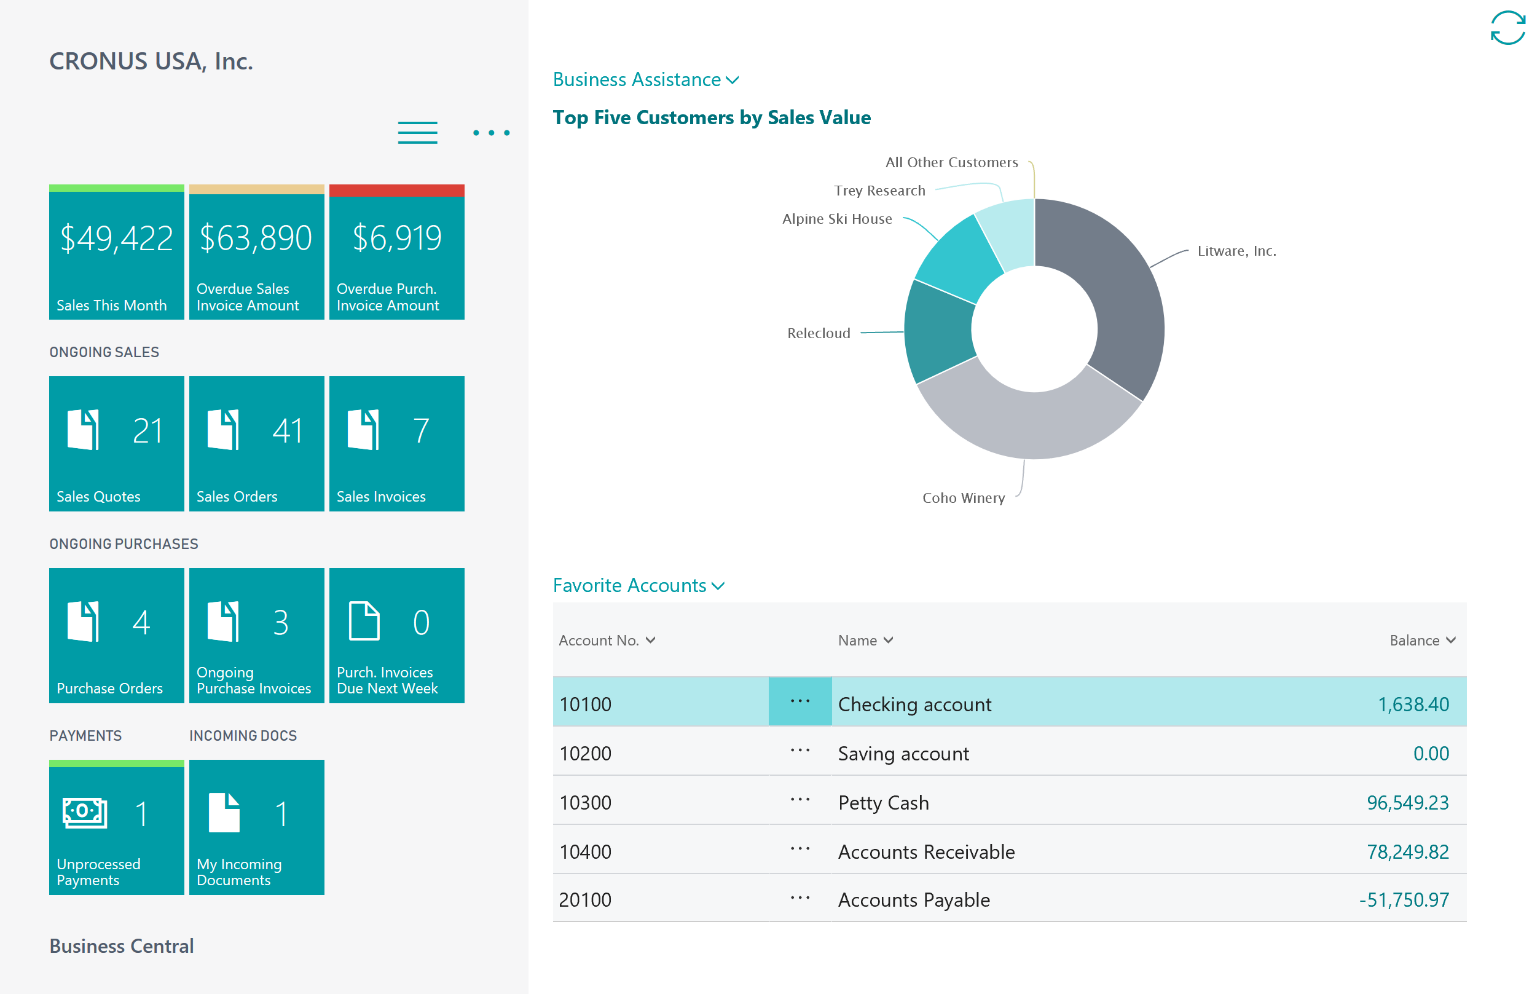 CRONUS USA, Inc.
$49,422
Sales This Month
$63,890
Overdue Sales
Invoice Amount
$6,919
Overdue Purch.
Invoice Amount
ONGOING SALES
21
Sales Quotes
41
Sales Orders
7
Sales Invoices
ONGOING PURCHASES
4
Purchase Orders
3
Ongoing
Purchase Invoices
0
Purch. Invoices
Due Next Week
PAYMENTS
1
Unprocessed
Payments
INCOMING DOCS
1
My Incoming
Documents
Business Central
Business Assistance
Top Five Customers by Sales Value
All Other Customers
Trey Research
Alpine Ski House
Litware, Inc.
Relecloud
Coho Winery
Favorite Accounts
Account No. Name Balance
10100 ... Checking account 1,638.40
10200 ... Saving account 0.00
10300 ... Petty Cash 96,549.23
10400 ... Accounts Receivable 78,249.82
20100 ... Accounts Payable -51,750.97